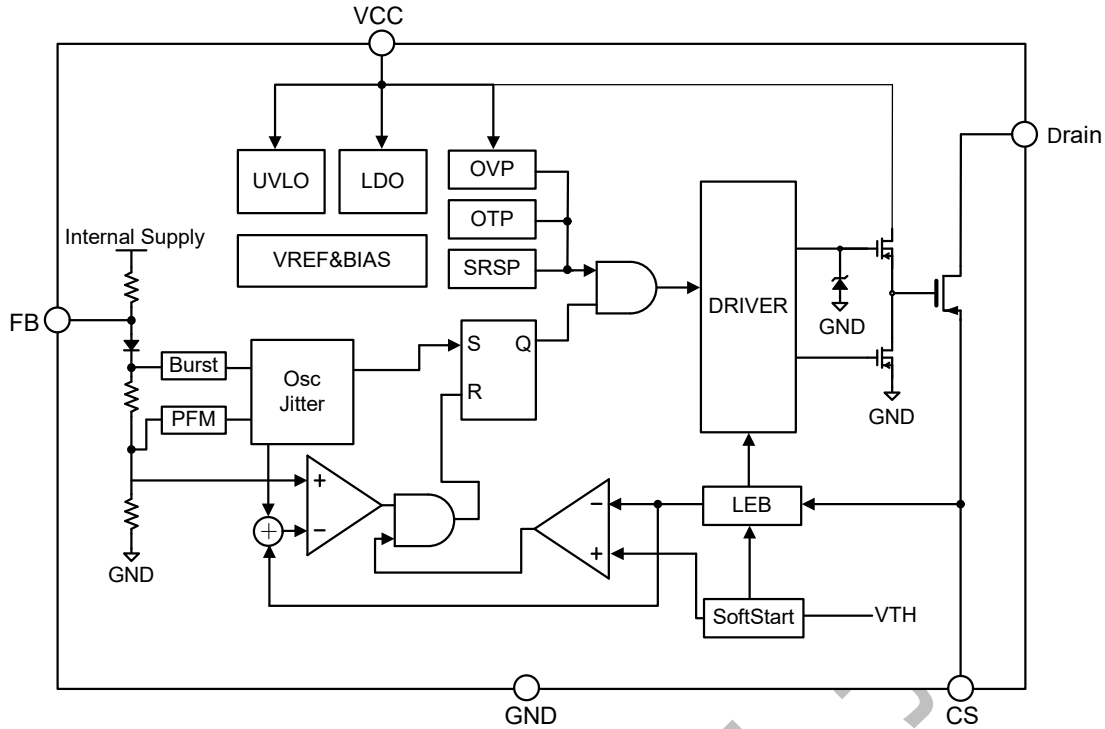 VCC
Drain
UVLO
LDO
OVP
OTP
SRSP
VREF&BIAS
Internal Supply
FB
Burst
PFM
Osc
Jitter
S
Q
R
DRIVER
GND
GND
+
−
+
−
+
LEB
SoftStart
VTH
GND
GND
CS